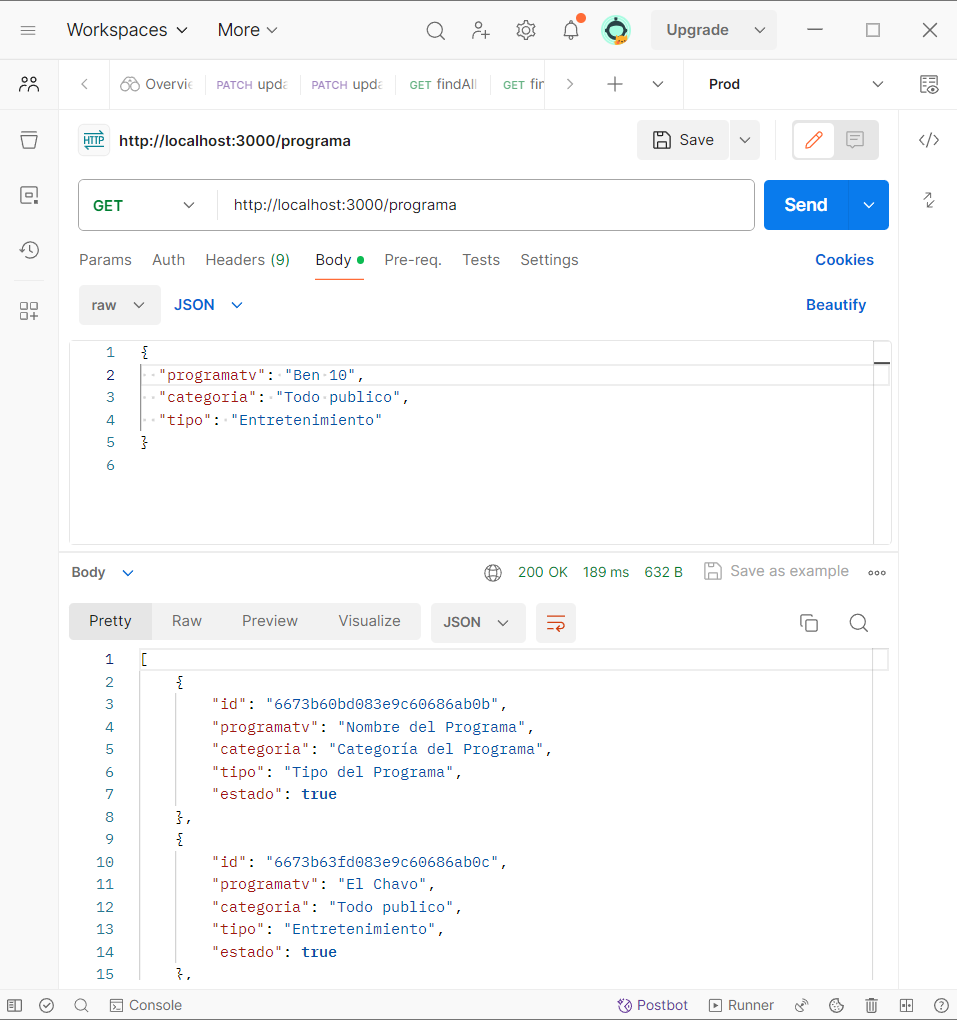 Workspaces More Upgrade
Overvie PATCH upda PATCH upda GET findAll GET fin Prod
HTTP http://localhost:3000/programa Save
GET http://localhost:3000/programa Send
Params Auth Headers (9) Body Pre-req. Tests Settings Cookies
raw JSON Beautify
1 {
2 "programatv": "Ben 10",
3 "categoria": "Todo publico",
4 "tipo": "Entretenimiento"
5 }
6
Body 200 OK 189 ms 632 B Save as example
Pretty Raw Preview Visualize JSON
1 [
2 {
3 "id": "6673b60bd083e9c60686ab0b",
4 "programatv": "Nombre del Programa",
5 "categoria": "Categoría del Programa",
6 "tipo": "Tipo del Programa",
7 "estado": true
8 },
9 {
10 "id": "6673b63fd083e9c60686ab0c",
11 "programatv": "El Chavo",
12 "categoria": "Todo publico",
13 "tipo": "Entretenimiento",
14 "estado": true
15 },
Console Postbot Runner